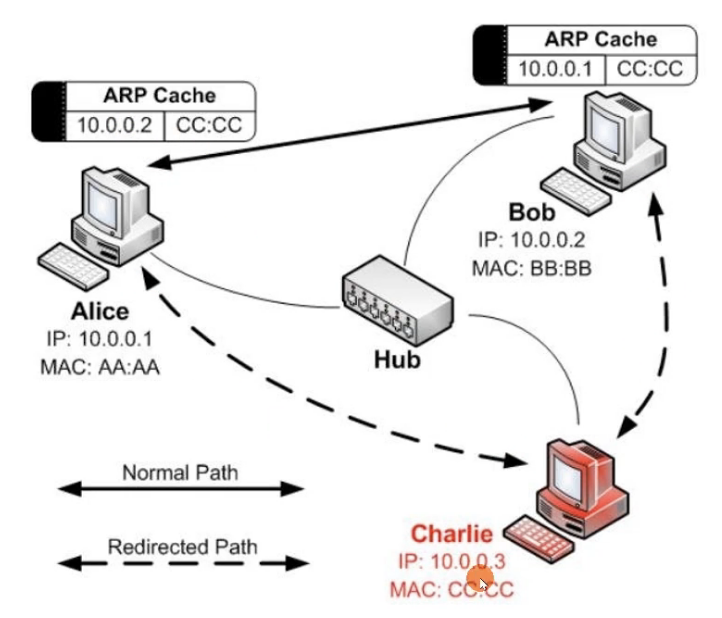 ARP Cache
10.0.0.1 CC:CC
ARP Cache
10.0.0.2 CC:CC
Bob
IP: 10.0.0.2
MAC: BB:BB
Alice
IP: 10.0.0.1
MAC: AA:AA
Hub
Normal Path
Redirected Path
Charlie
IP: 10.0.0.3
MAC: CC:CC